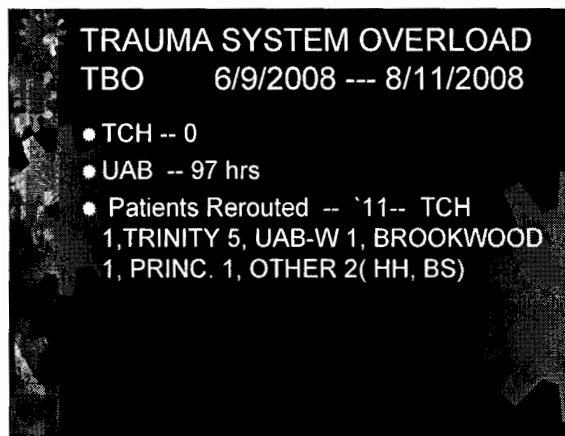 TRAUMA SYSTEM OVERLOAD
TBO 6/9/2008 --- 8/11/2008
TCH -- 0
UAB -- 97 hrs
Patients Rerouted -- `11-- TCH
1,TRINITY 5, UAB-W 1, BROOKWOOD
1, PRINC. 1, OTHER 2( HH, BS)